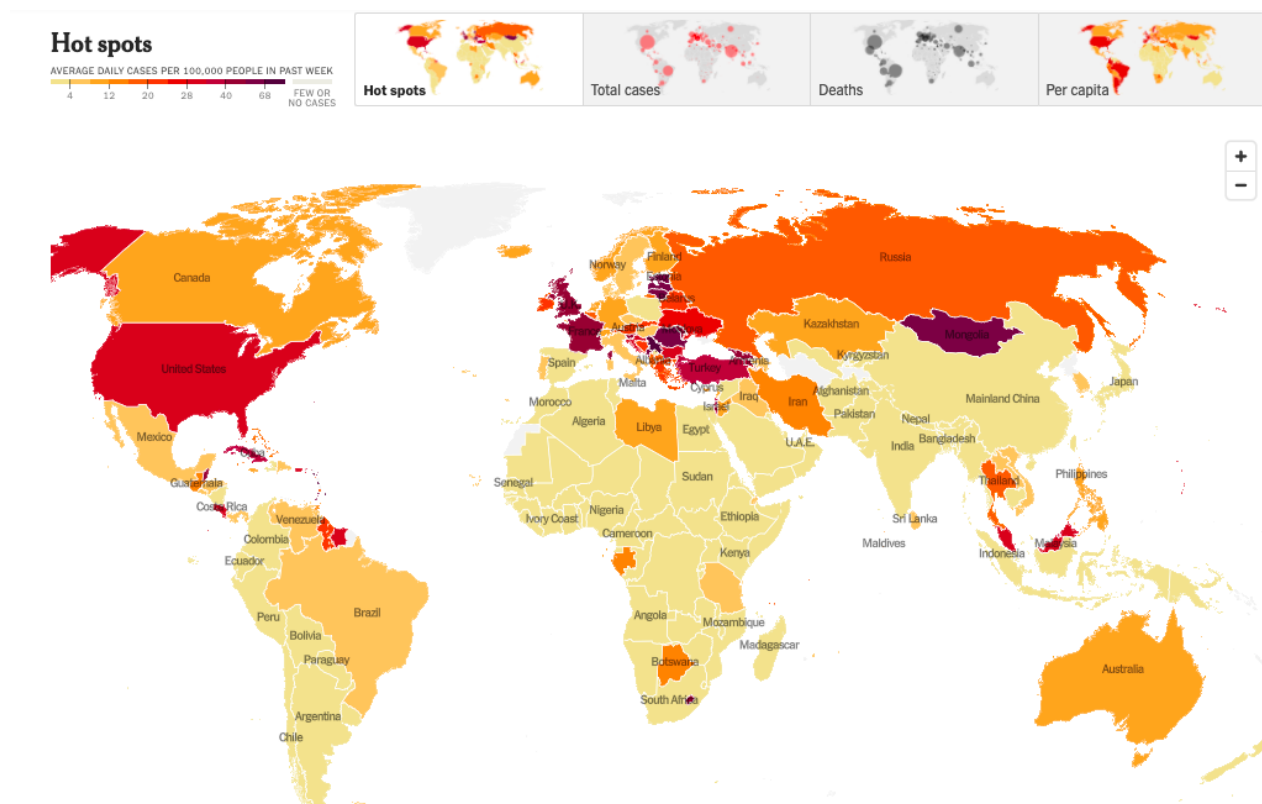 Hot spots
AVERAGE DAILY CASES PER 100,000 PEOPLE IN PAST WEEK
4 12 20 28 40 68 FEW OR
NO CASES
Hot spots
Total cases
Deaths
Per capita
+
−
Canada
United States
Mexico
Cuba
Guatemala
Costa Rica
Venezuela
Colombia
Ecuador
Peru
Brazil
Bolivia
Paraguay
Argentina
Chile
Norway
Finland
Estonia
Belarus
France
Austria
Spain
Albania
Malta
Turkey
Cyprus
Israel
Iraq
Iran
U.A.E.
Russia
Kazakhstan
Mongolia
Kyrgyzstan
Afghanistan
Pakistan
Nepal
India
Bangladesh
Mainland China
Japan
Thailand
Philippines
Sri Lanka
Maldives
Malaysia
Indonesia
Australia
Morocco
Algeria
Libya
Egypt
Senegal
Sudan
Ivory Coast
Nigeria
Cameroon
Ethiopia
Kenya
Angola
Mozambique
Madagascar
Botswana
South Africa